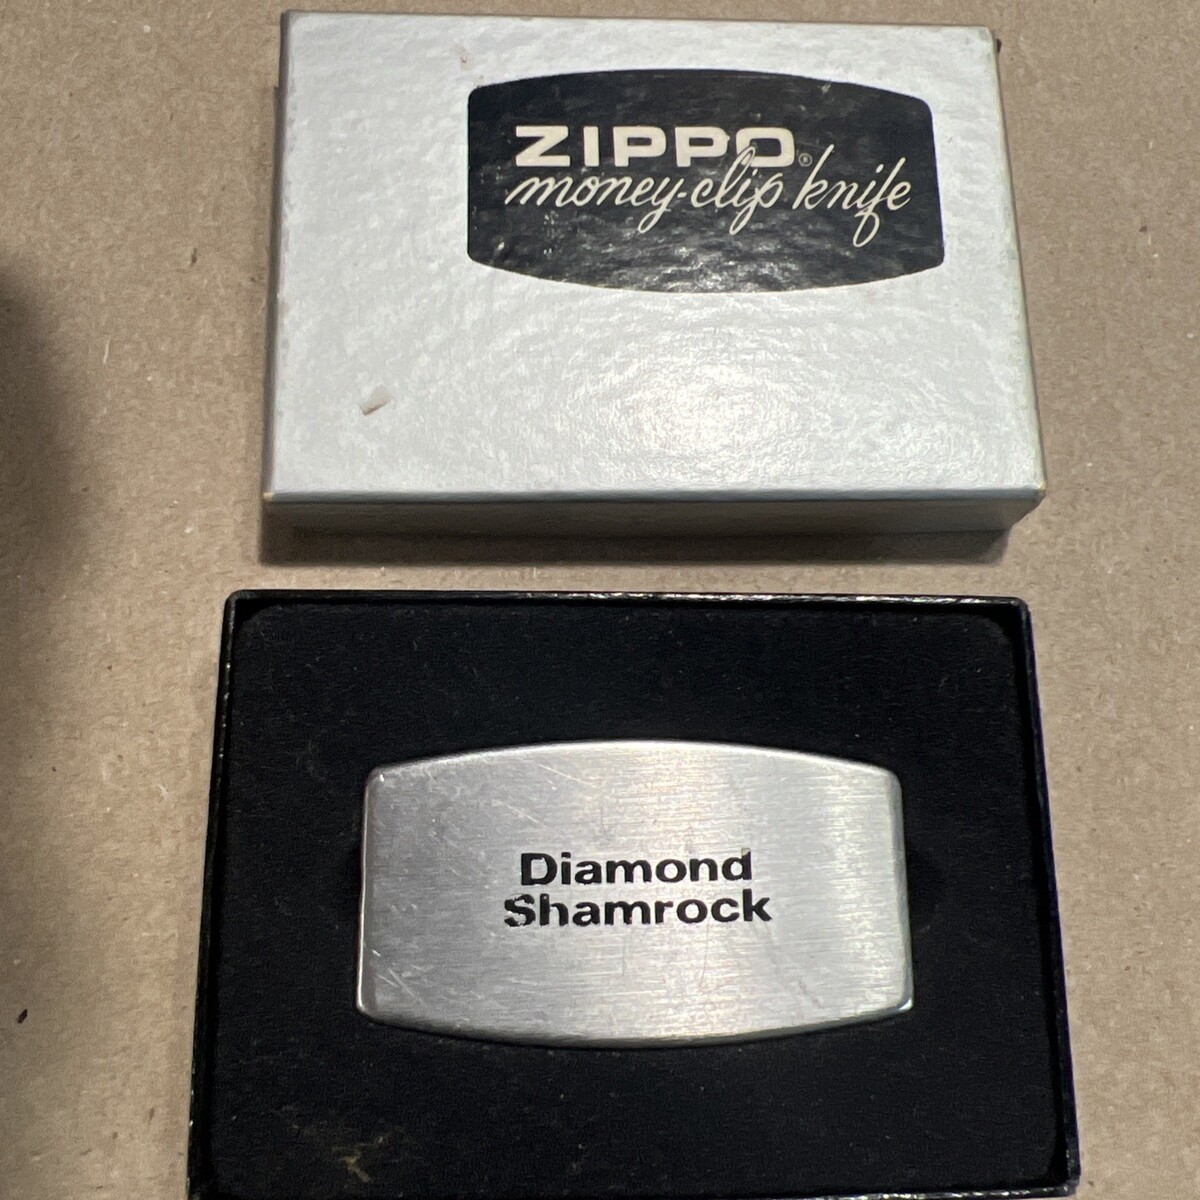 ZIPPO®
money-clip knife
Diamond
Shamrock